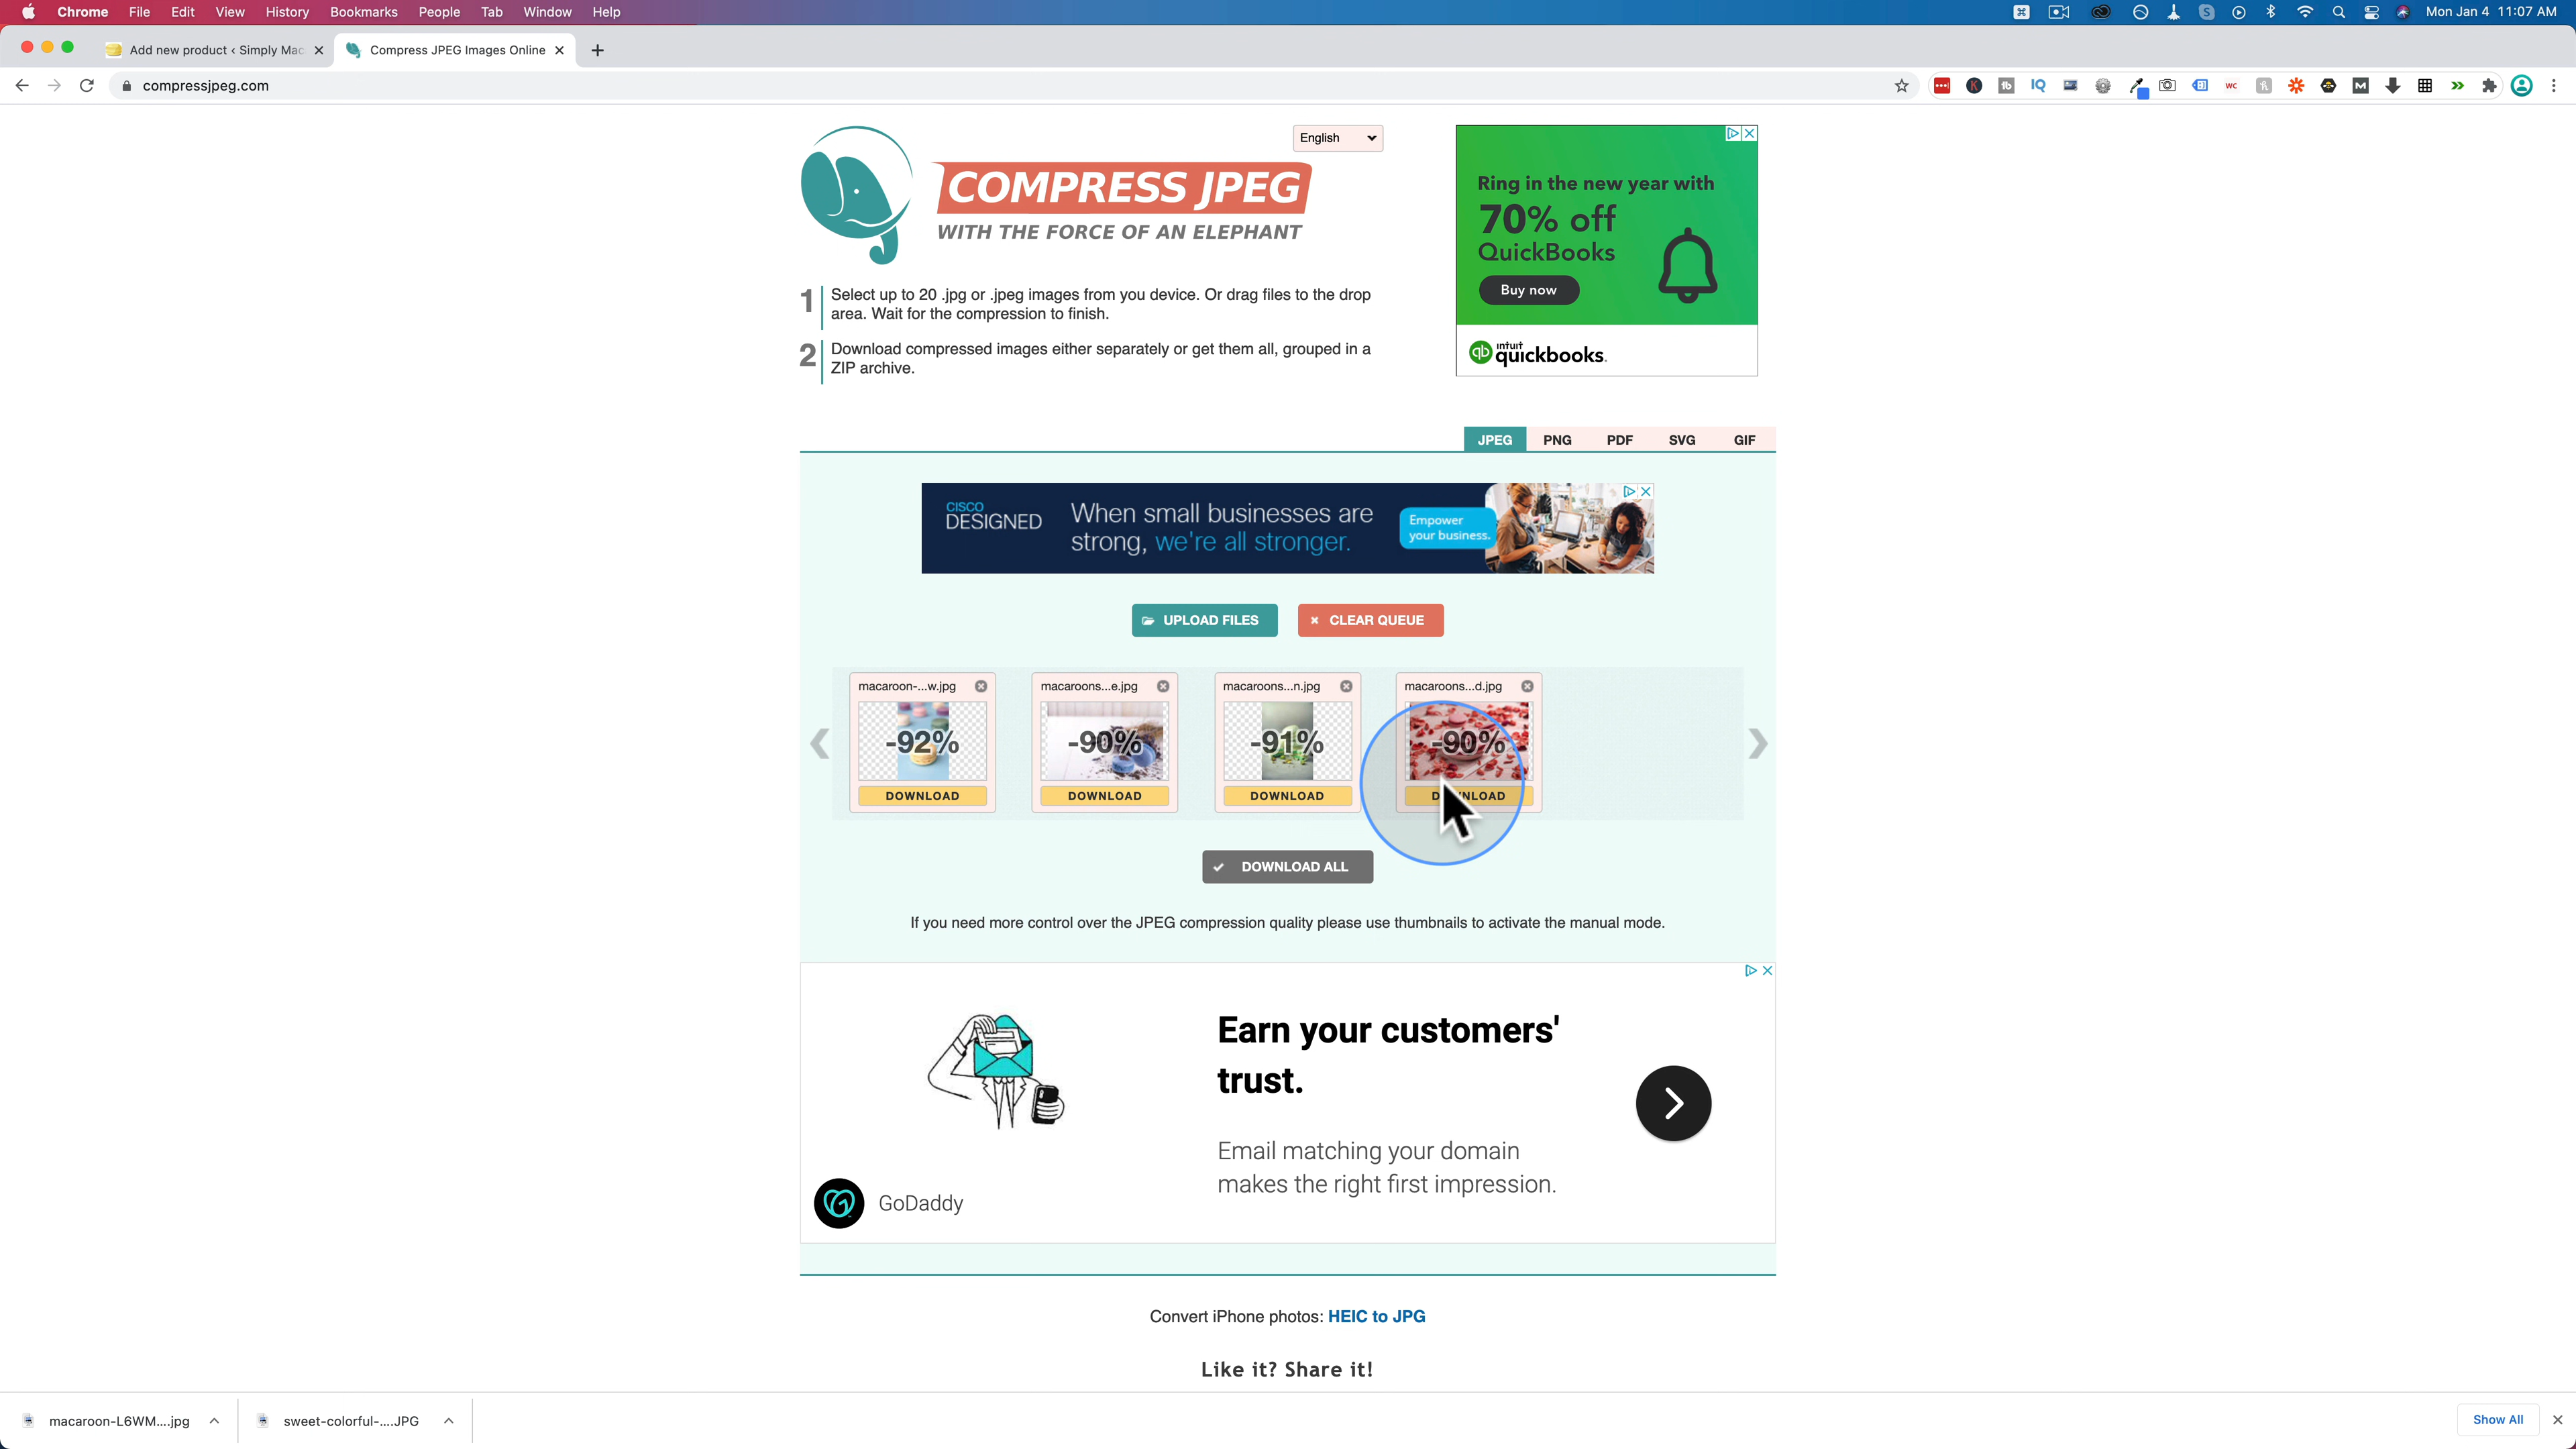 Chrome File Edit View History Bookmarks People Tab Window Help
Mon Jan 4 11:07 AM
Add new product ‹ Simply Mac
Compress JPEG Images Online
compressjpeg.com
English
COMPRESS JPEG
WITH THE FORCE OF AN ELEPHANT
1 Select up to 20 .jpg or .jpeg images from you device. Or drag files to the drop
area. Wait for the compression to finish.
2 Download compressed images either separately or get them all, grouped in a
ZIP archive.
Ring in the new year with
70% off
QuickBooks
Buy now
qb intuit
quickbooks.
JPEG PNG PDF SVG GIF
CISCO
DESIGNED
When small businesses are
strong, we're all stronger.
Empower
your business.
UPLOAD FILES
CLEAR QUEUE
macaroon-...w.jpg macaroons...e.jpg macaroons...n.jpg macaroons...d.jpg
-92% -90% -91% -90%
DOWNLOAD DOWNLOAD DOWNLOAD DOWNLOAD
DOWNLOAD ALL
If you need more control over the JPEG compression quality please use thumbnails to activate the manual mode.
Earn your customers'
trust.
Email matching your domain
makes the right first impression.
GoDaddy
Convert iPhone photos: HEIC to JPG
Like it? Share it!
macaroon-L6WM....jpg
sweet-colorful-....JPG
Show All